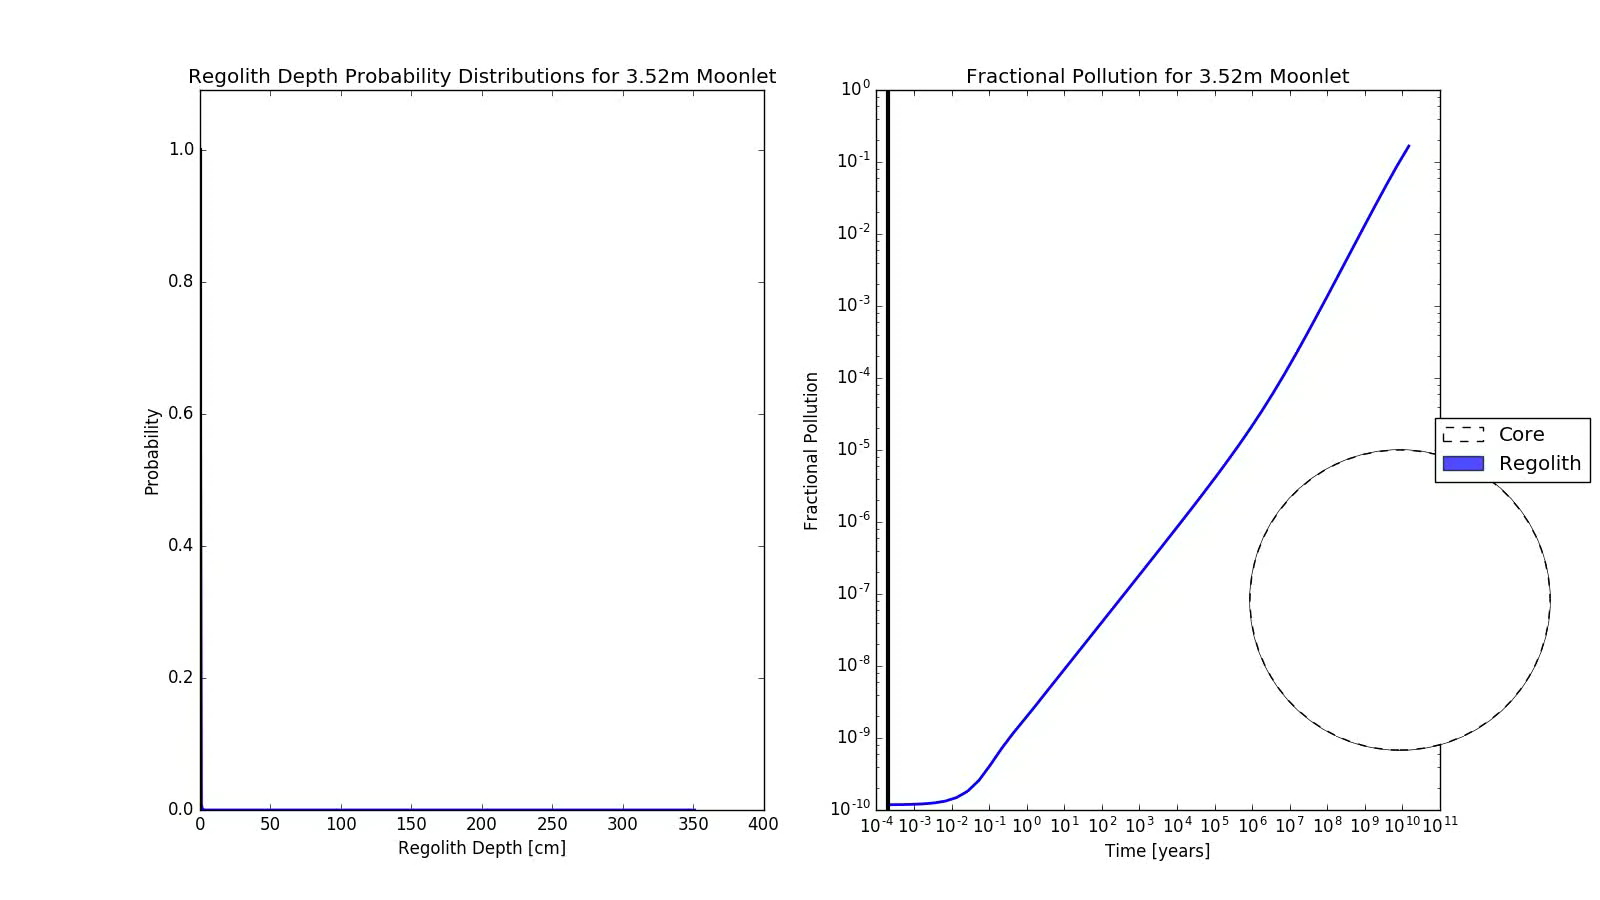 Regolith Depth Probability Distributions for 3.52m Moonlet
1.0
0.8
0.6
0.4
0.2
0.0
Probability
0 50 100 150 200 250 300 350 400
Regolith Depth [cm]
Fractional Pollution for 3.52m Moonlet
10^0
10^-1
10^-2
10^-3
10^-4
10^-5
10^-6
10^-7
10^-8
10^-9
10^-10
Fractional Pollution
10^-4 10^-3 10^-2 10^-1 10^0 10^1 10^2 10^3 10^4 10^5 10^6 10^7 10^8 10^9 10^10 10^11
Time [years]
Core
Regolith